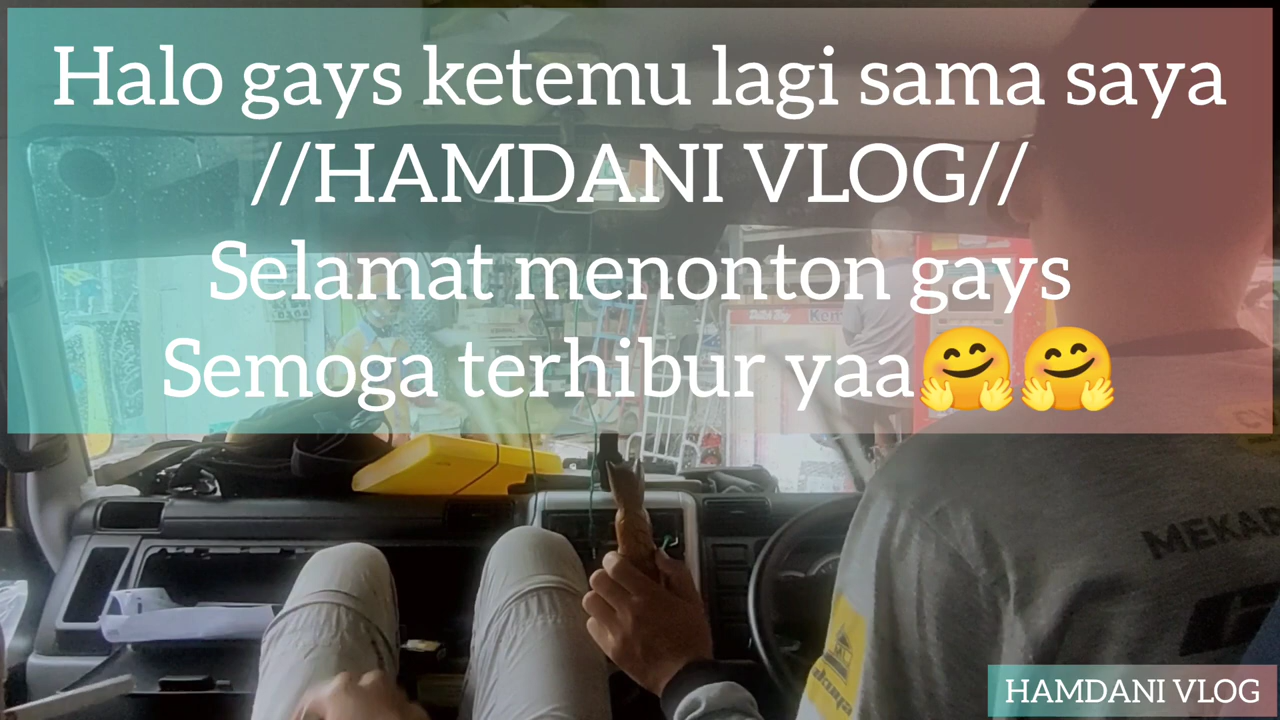 Halo gays ketemu lagi sama saya
//HAMDANI VLOG//
Selamat menonton gays
Semoga terhibur yaa🤗🤗
HAMDANI VLOG